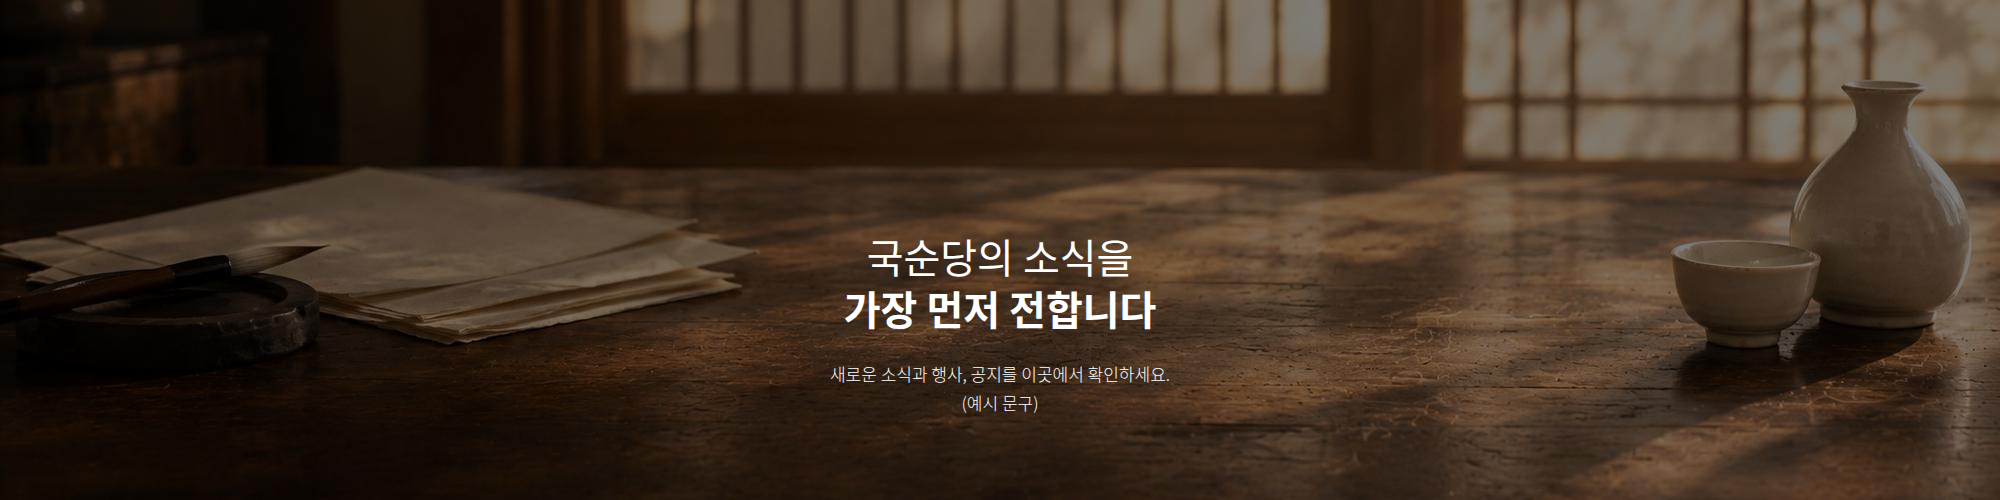 국순당의 소식을
가장 먼저 전합니다
새로운 소식과 행사, 공지를 이곳에서 확인하세요.
(예시 문구)